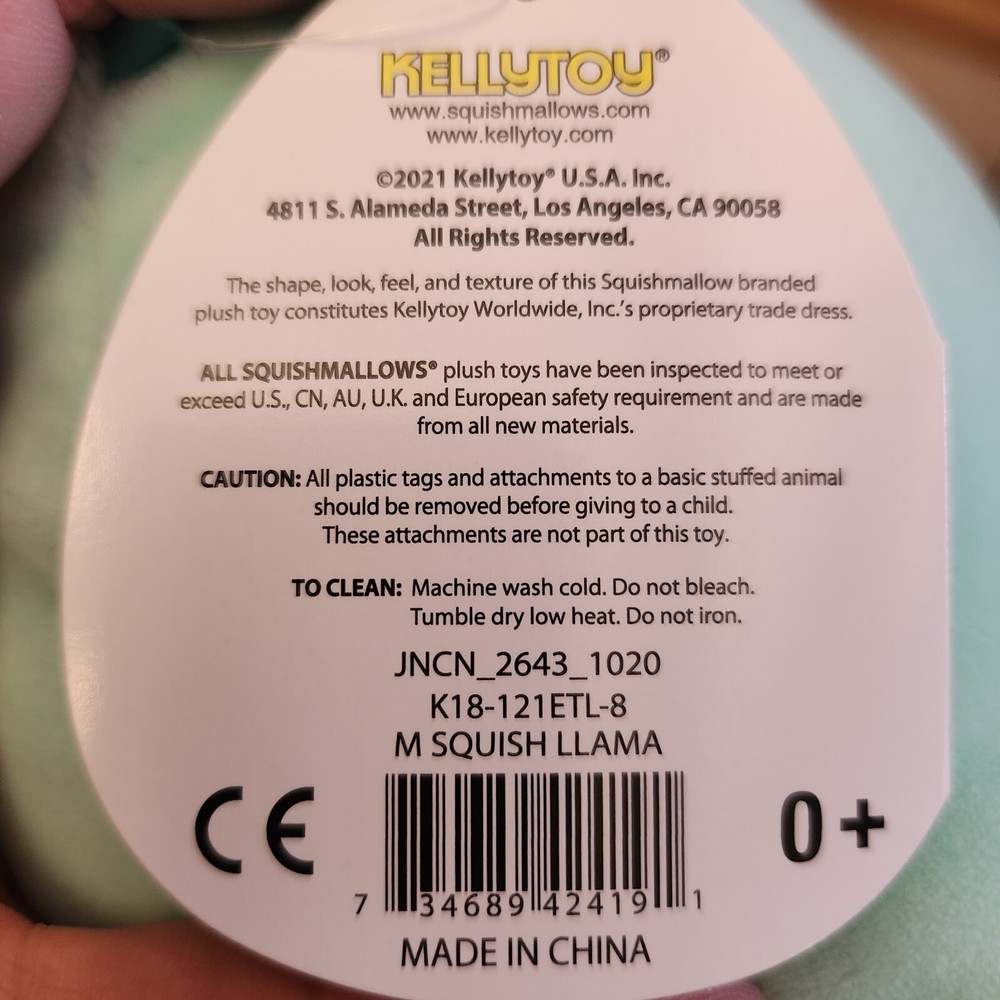 KELLYTOY®
www.squishmallows.com
www.kellytoy.com
©2021 Kellytoy® U.S.A. Inc.
4811 S. Alameda Street, Los Angeles, CA 90058
All Rights Reserved.
The shape, look, feel, and texture of this Squishmallow branded
plush toy constitutes Kellytoy Worldwide, Inc.'s proprietary trade dress.
ALL SQUISHMALLOWS® plush toys have been inspected to meet or
exceed U.S., CN, AU, U.K. and European safety requirement and are made
from all new materials.
CAUTION: All plastic tags and attachments to a basic stuffed animal
should be removed before giving to a child.
These attachments are not part of this toy.
TO CLEAN: Machine wash cold. Do not bleach.
Tumble dry low heat. Do not iron.
JNCN_2643_1020
K18-121ETL-8
M SQUISH LLAMA
CE 0+
7 34689 42419 1
MADE IN CHINA